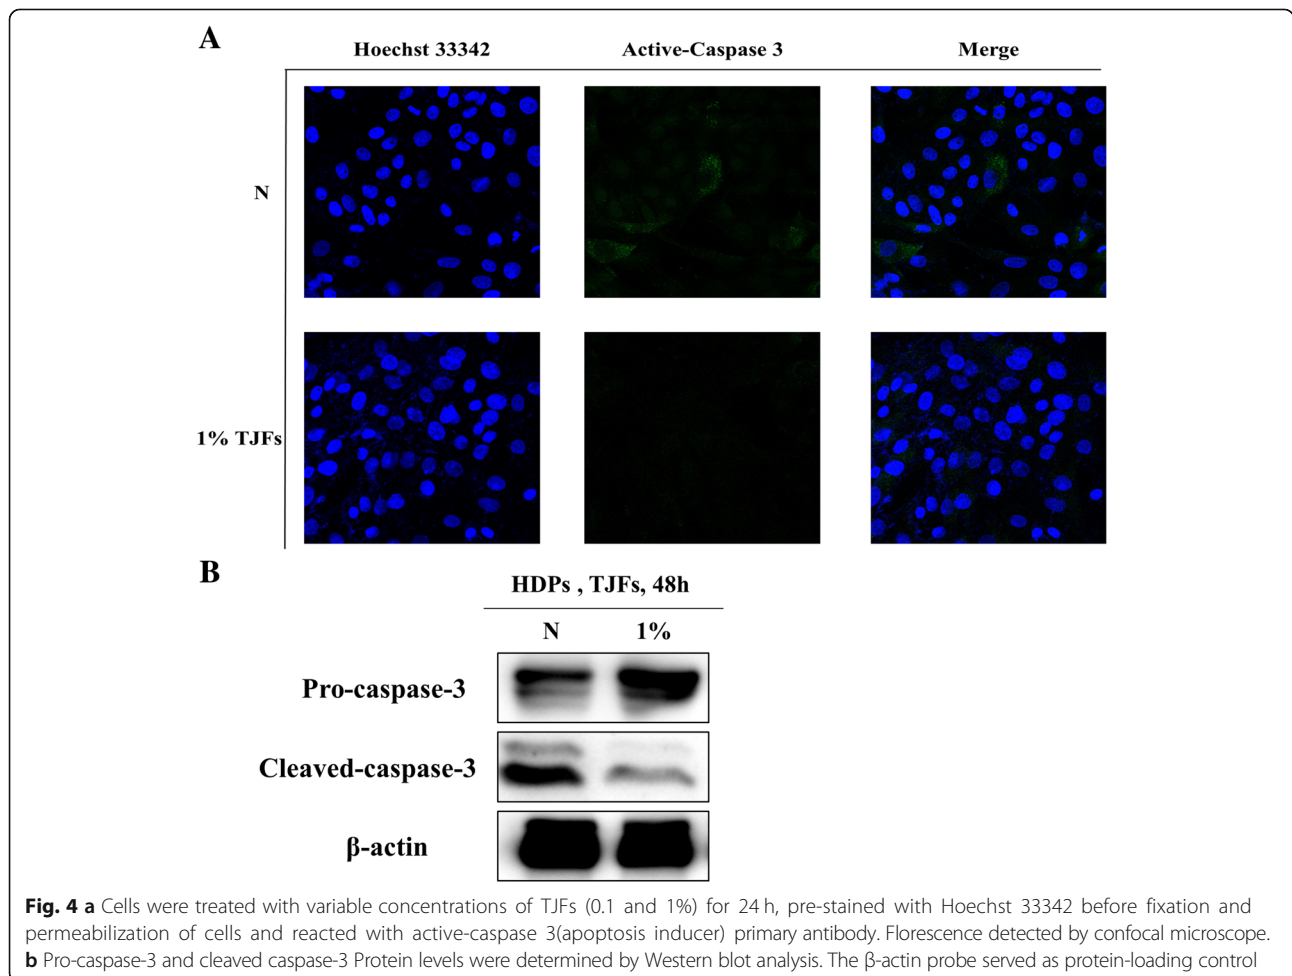 A
Hoechst 33342 Active-Caspase 3 Merge
N
1% TJFs
B
HDPs , TJFs, 48h
N 1%
Pro-caspase-3
Cleaved-caspase-3
β-actin
Fig. 4 a Cells were treated with variable concentrations of TJFs (0.1 and 1%) for 24 h, pre-stained with Hoechst 33342 before fixation and
permeabilization of cells and reacted with active-caspase 3(apoptosis inducer) primary antibody. Florescence detected by confocal microscope.
b Pro-caspase-3 and cleaved caspase-3 Protein levels were determined by Western blot analysis. The β-actin probe served as protein-loading control